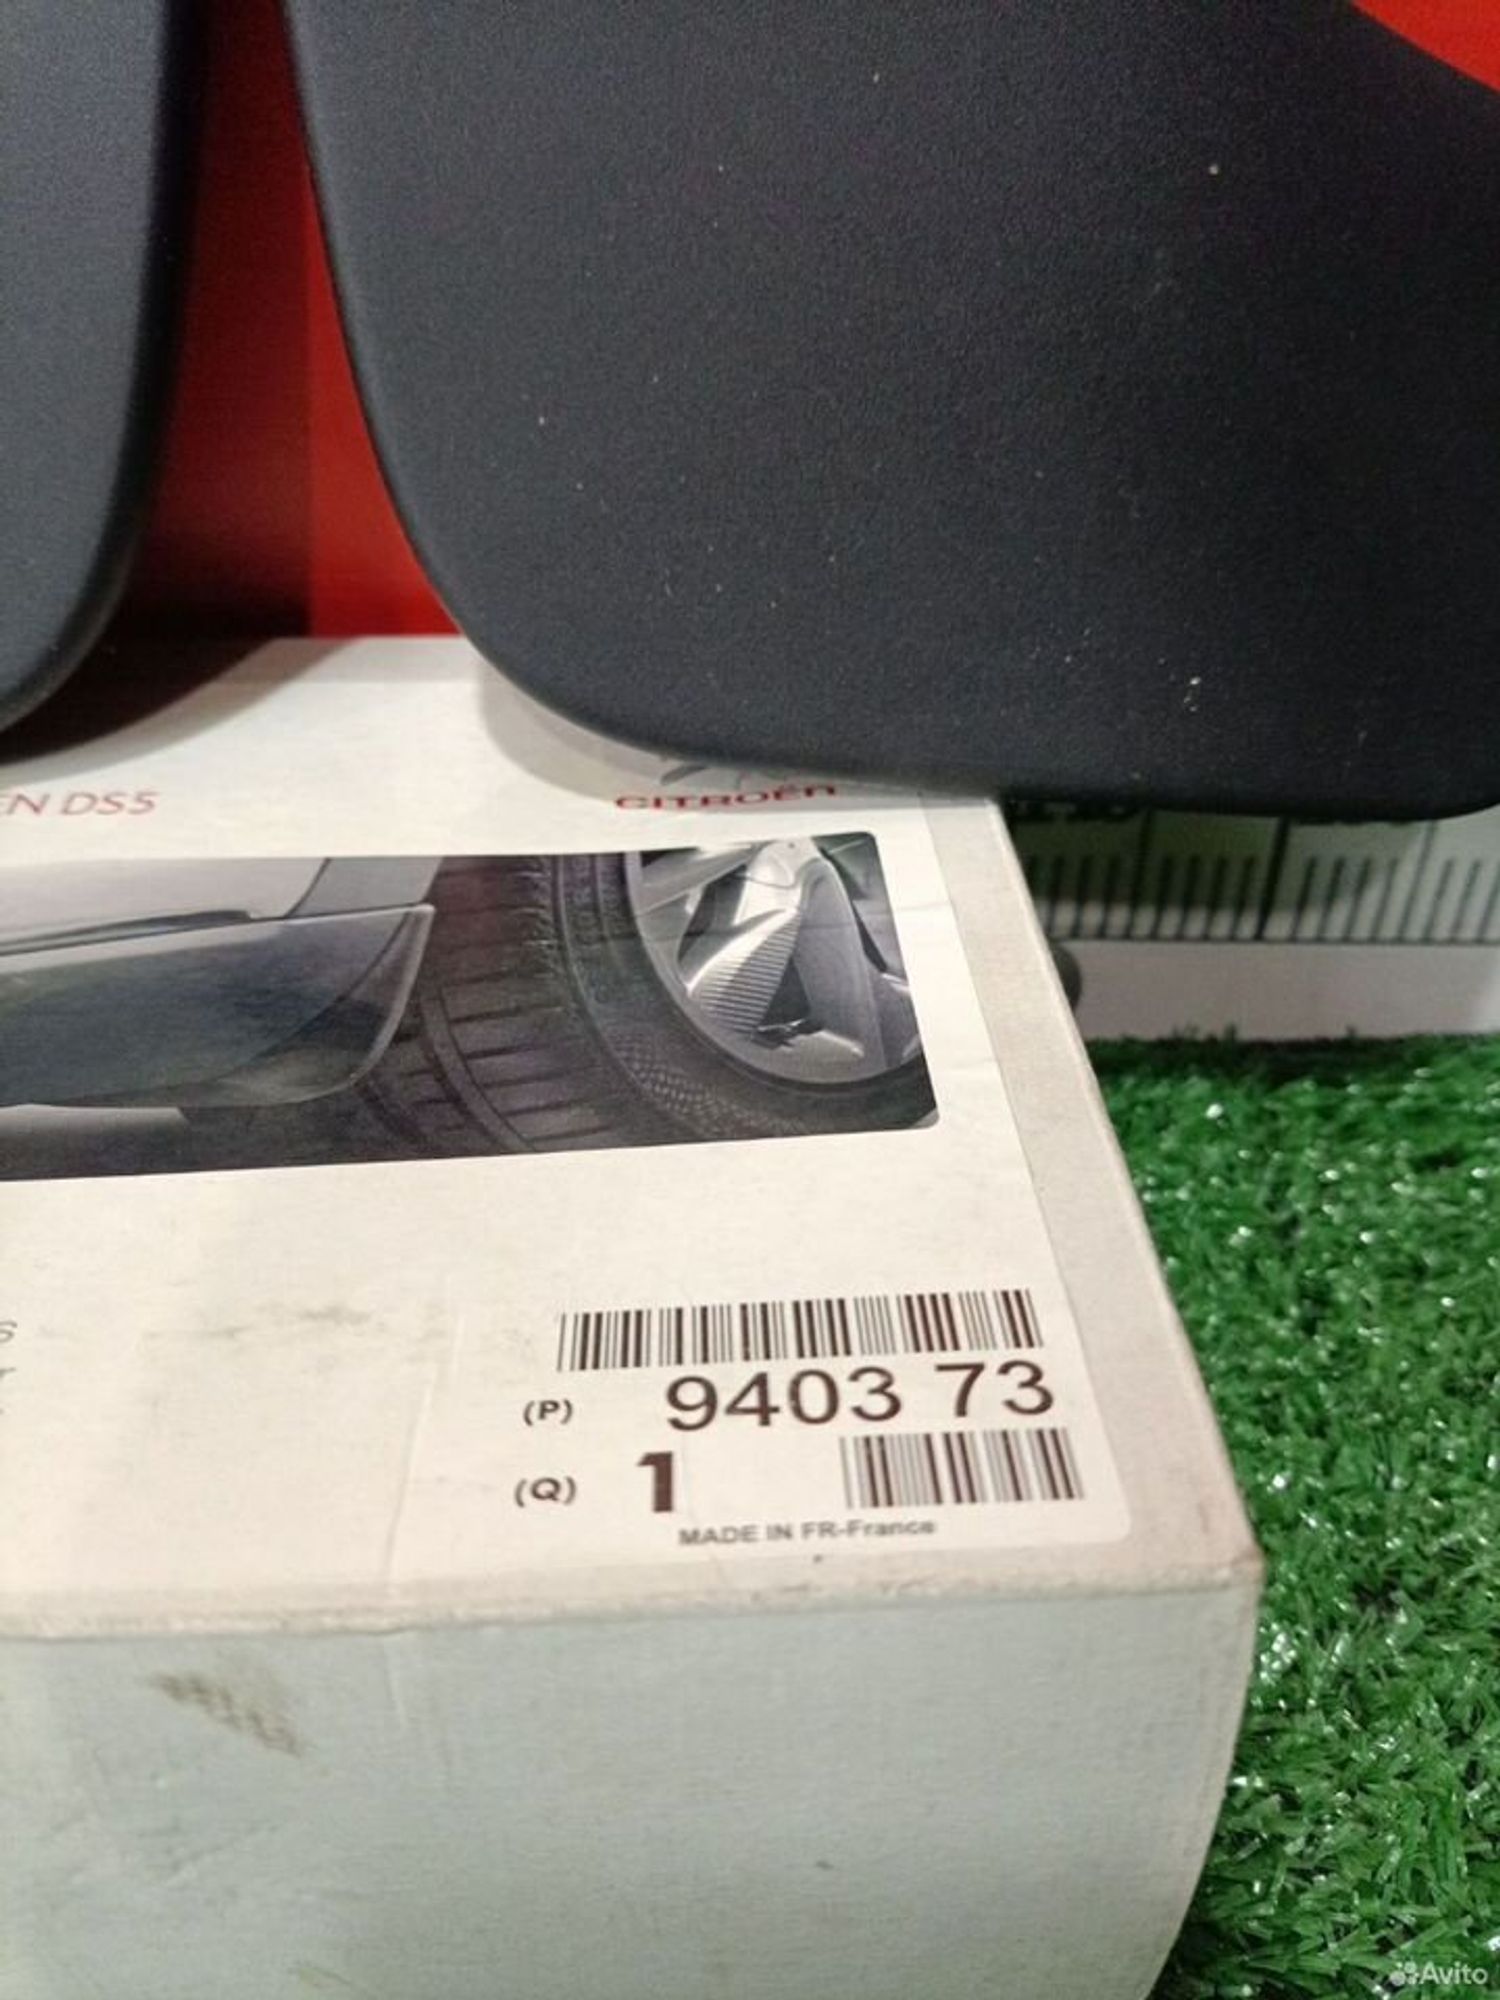 EN DS5
CITROËN
(P) 9403 73
(Q) 1
MADE IN FR-France
Avito